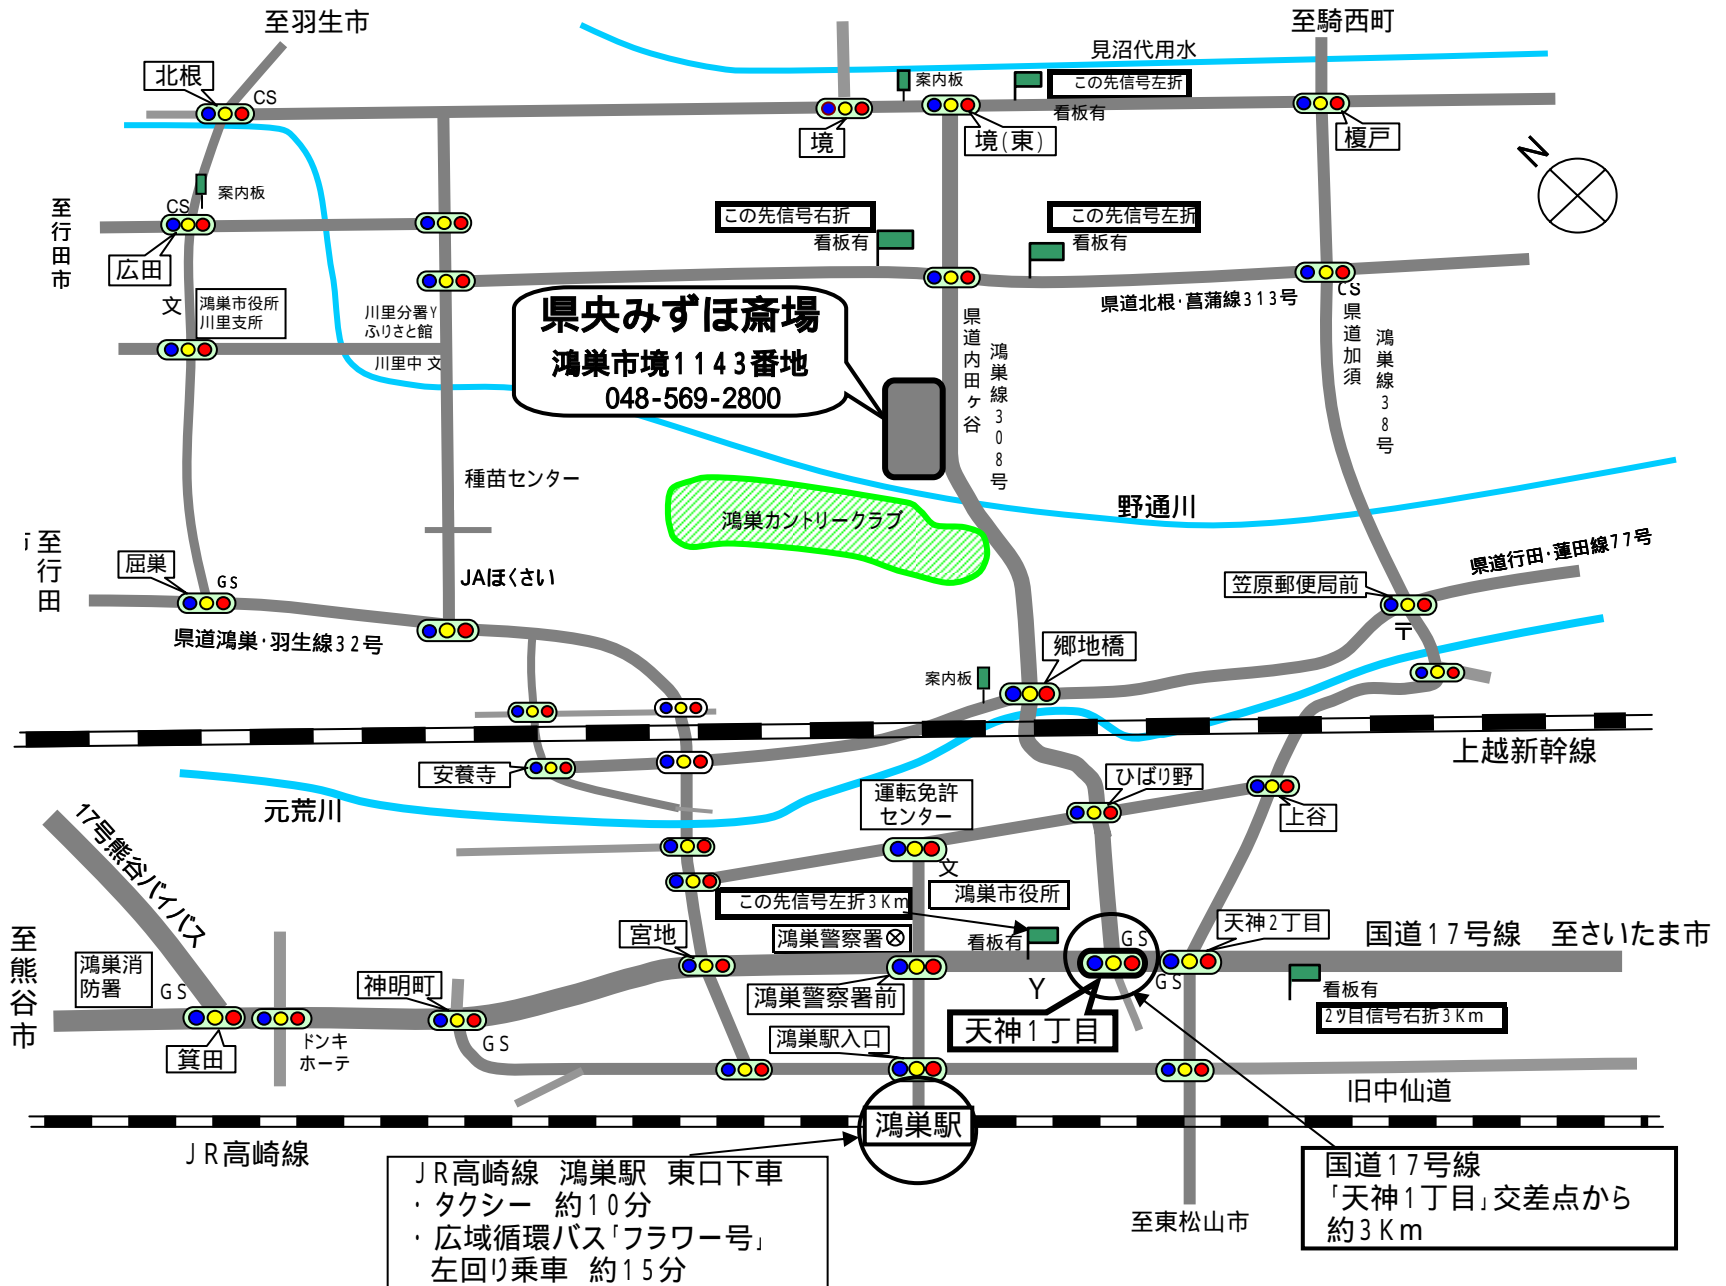 至羽生市
至騎西町
見沼代用水
北根
CS
案内板
この先信号左折
看板有
境
境(東)
榎戸
N
案内板
至行田市
CS
広田
この先信号右折
看板有
この先信号左折
看板有
文
鴻巣市役所
川里支所
川里分署Y
ふりさと館
川里中 文
県央みずほ斎場
鴻巣市境1143番地
048-569-2800
県道北根・菖蒲線313号
CS
県道内田ヶ谷
鴻巣線308号
県道加須
鴻巣線38号
種苗センター
鴻巣カントリークラブ
野通川
至行田
屈巣
GS
JAほくさい
県道鴻巣・羽生線32号
県道行田・蓮田線77号
笠原郵便局前
〒
郷地橋
案内板
上越新幹線
安養寺
元荒川
運転免許
センター
ひばり野
上谷
17号熊谷バイパス
文
鴻巣市役所
この先信号左折3Km
鴻巣警察署⊗
看板有
GS
天神2丁目
国道17号線 至さいたま市
至熊谷市
鴻巣消
防署
GS
神明町
宮地
鴻巣警察署前
Y
GS
看板有
2ツ目信号右折3Km
天神1丁目
箕田
ドンキ
ホーテ
GS
鴻巣駅入口
旧中仙道
鴻巣駅
JR高崎線
JR高崎線 鴻巣駅 東口下車
・タクシー 約10分
・広域循環バス「フラワー号」
左回り乗車 約15分
至東松山市
国道17号線
「天神1丁目」交差点から
約3Km